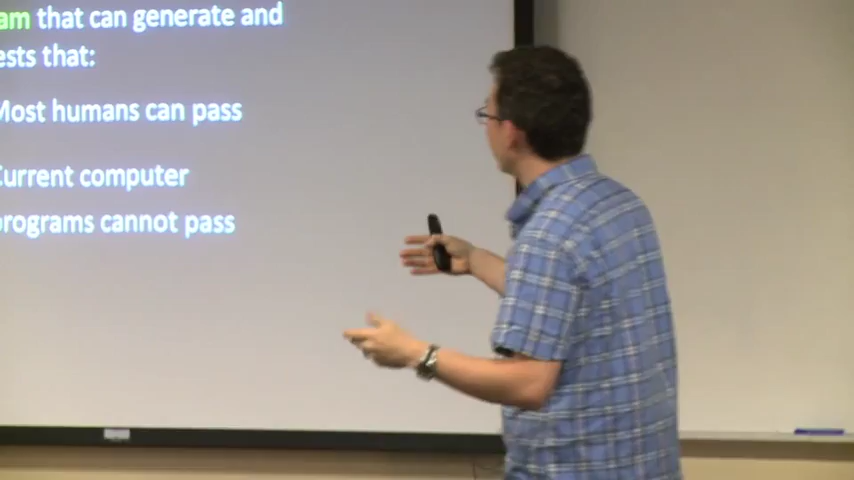 am that can generate and
ests that:
Most humans can pass
Current computer
programs cannot pass